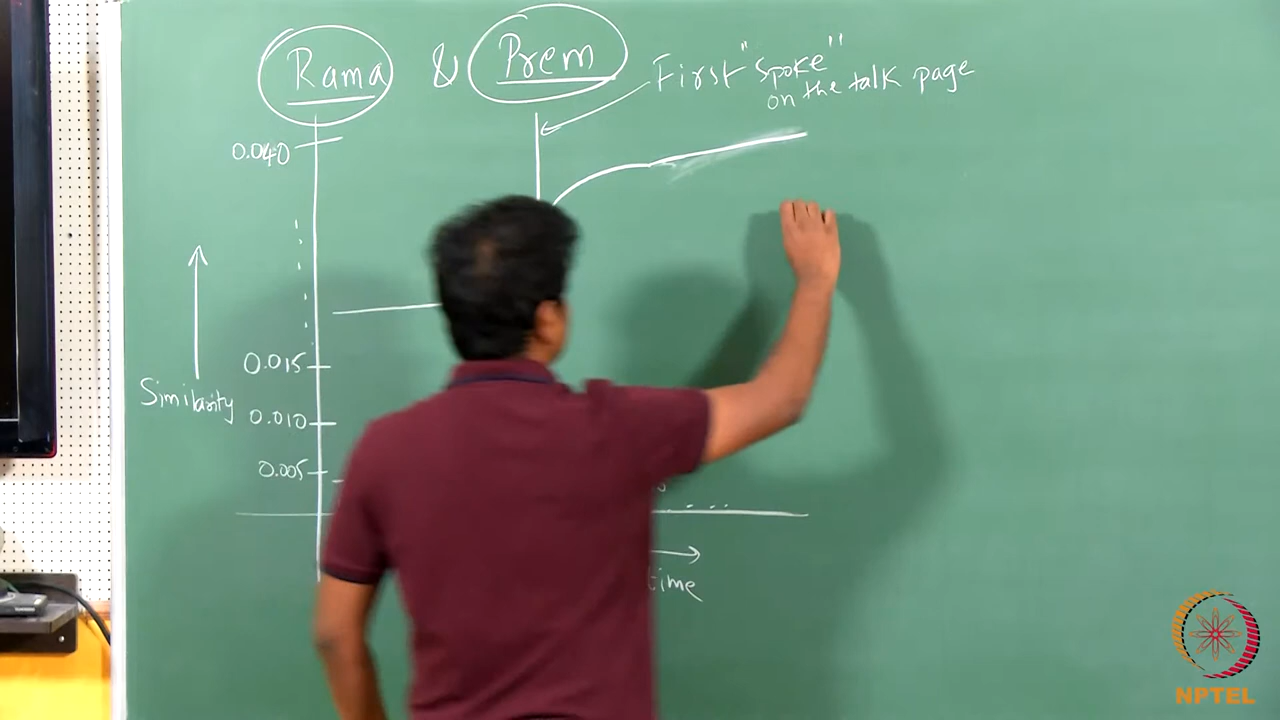 Rama & Prem
First "spoke"
on the talk page
0.040
0.015
Similarity
0.010
0.005
time
NPTEL